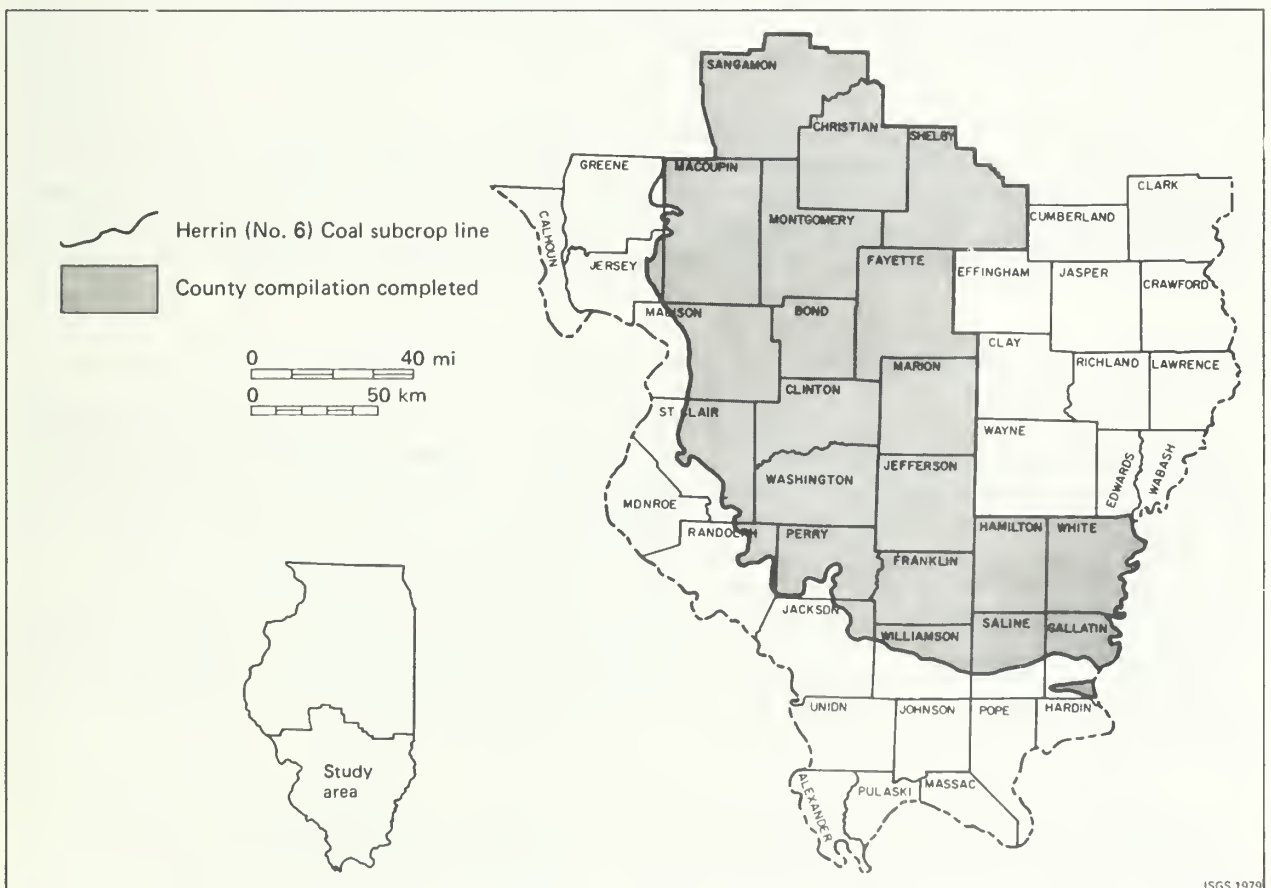 SANGAMON
CHRISTIAN
SHELBY
GREENE
MACOUPIN
CLARK
CALHOUN
MONTGOMERY
CUMBERLAND
Herrin (No. 6) Coal subcrop line
JERSEY
FAYETTE
EFFINGHAM
JASPER
CRAWFORD
County compilation completed
MADISON
BOND
CLAY
0 40 mi
MARION
RICHLAND
LAWRENCE
0 50 km
CLINTON
ST CLAIR
WAYNE
EDWARDS
WABASH
JEFFERSON
WASHINGTON
MONROE
RANDOLPH
PERRY
HAMILTON
WHITE
FRANKLIN
JACKSON
SALINE
GALLATIN
WILLIAMSON
UNION
JOHNSON
POPE
HARDIN
Study
area
ALEXANDER
PULASKI
MASSAC
ISGS 1979